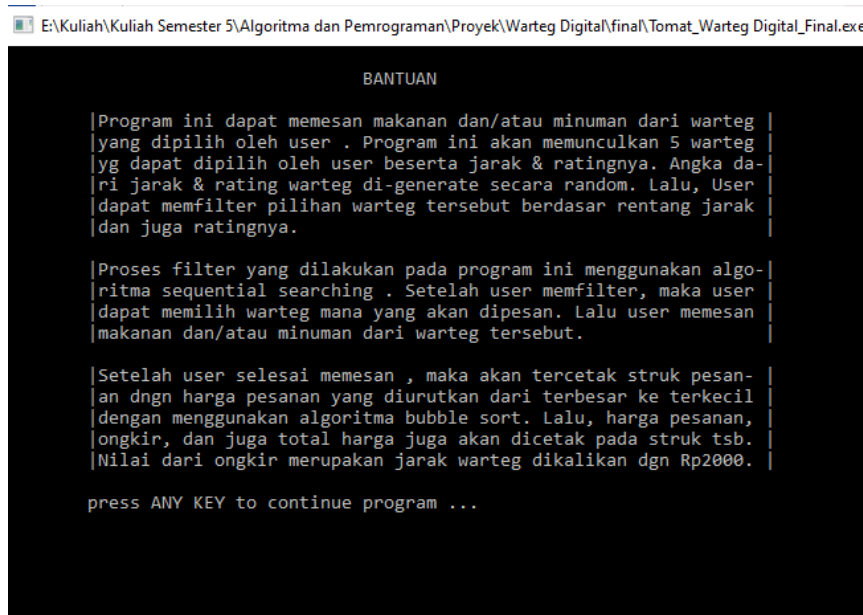 E:\Kuliah\Kuliah Semester 5\Algoritma dan Pemrograman\Proyek\Warteg Digital\final\Tomat_Warteg Digital_Final.exe
BANTUAN
|Program ini dapat memesan makanan dan/atau minuman dari warteg |
|yang dipilih oleh user . Program ini akan memunculkan 5 warteg |
|yg dapat dipilih oleh user beserta jarak & ratingnya. Angka da-|
|ri jarak & rating warteg di-generate secara random. Lalu, User |
|dapat memfilter pilihan warteg tersebut berdasar rentang jarak |
|dan juga ratingnya. |
|Proses filter yang dilakukan pada program ini menggunakan algo-|
|ritma sequential searching . Setelah user memfilter, maka user |
|dapat memilih warteg mana yang akan dipesan. Lalu user memesan |
|makanan dan/atau minuman dari warteg tersebut. |
|Setelah user selesai memesan , maka akan tercetak struk pesan- |
|an dngn harga pesanan yang diurutkan dari terbesar ke terkecil |
|dengan menggunakan algoritma bubble sort. Lalu, harga pesanan, |
|ongkir, dan juga total harga juga akan dicetak pada struk tsb. |
|Nilai dari ongkir merupakan jarak warteg dikalikan dgn Rp2000. |
press ANY KEY to continue program ...